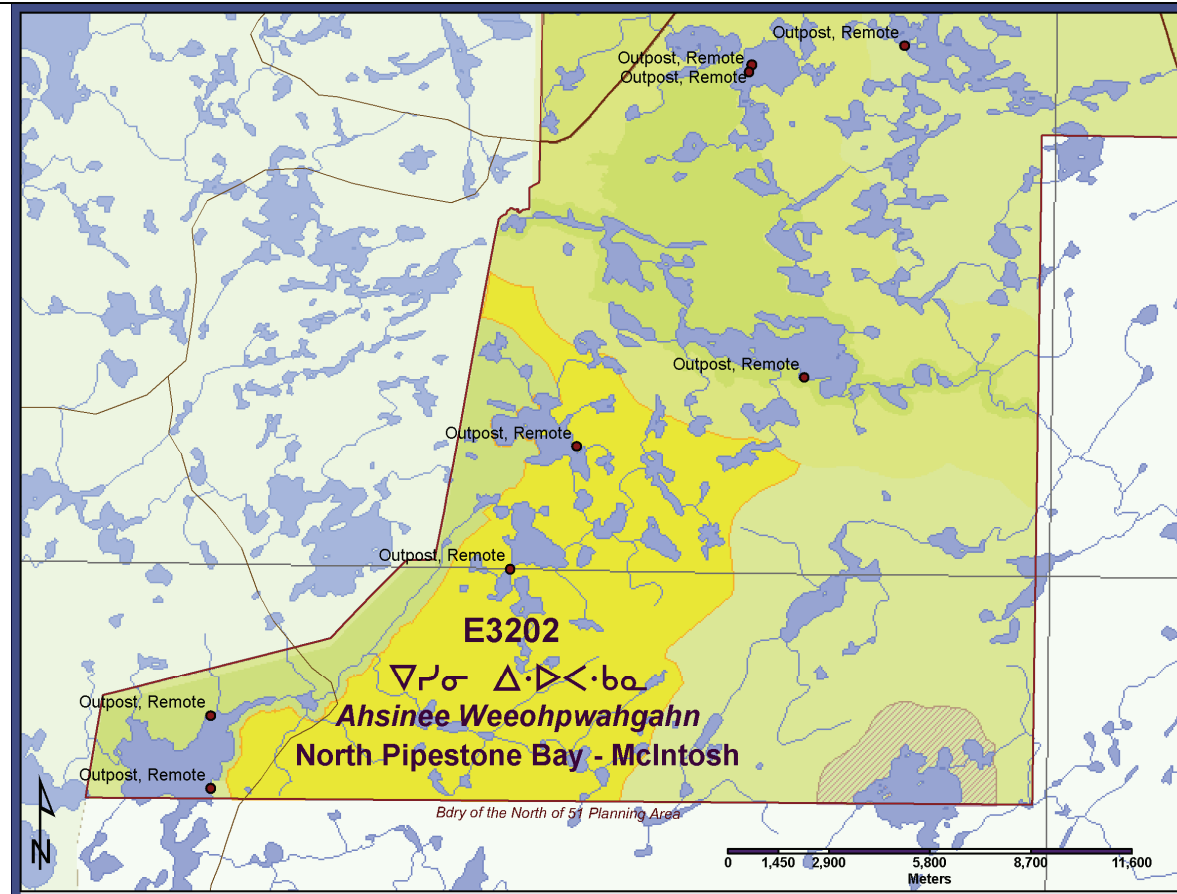 Outpost, Remote
Outpost, Remote
Outpost, Remote
Outpost, Remote
Outpost, Remote
Outpost, Remote
E3202
ᐁᓯᓂ ᐃᐧᐅᐸᐧᑲᓇ
Outpost, Remote
Ahsinee Weeohpwahgahn
North Pipestone Bay - McIntosh
Outpost, Remote
Bdry of the North of 51 Planning Area
N
0 1,450 2,900 5,800 8,700 11,600
Meters